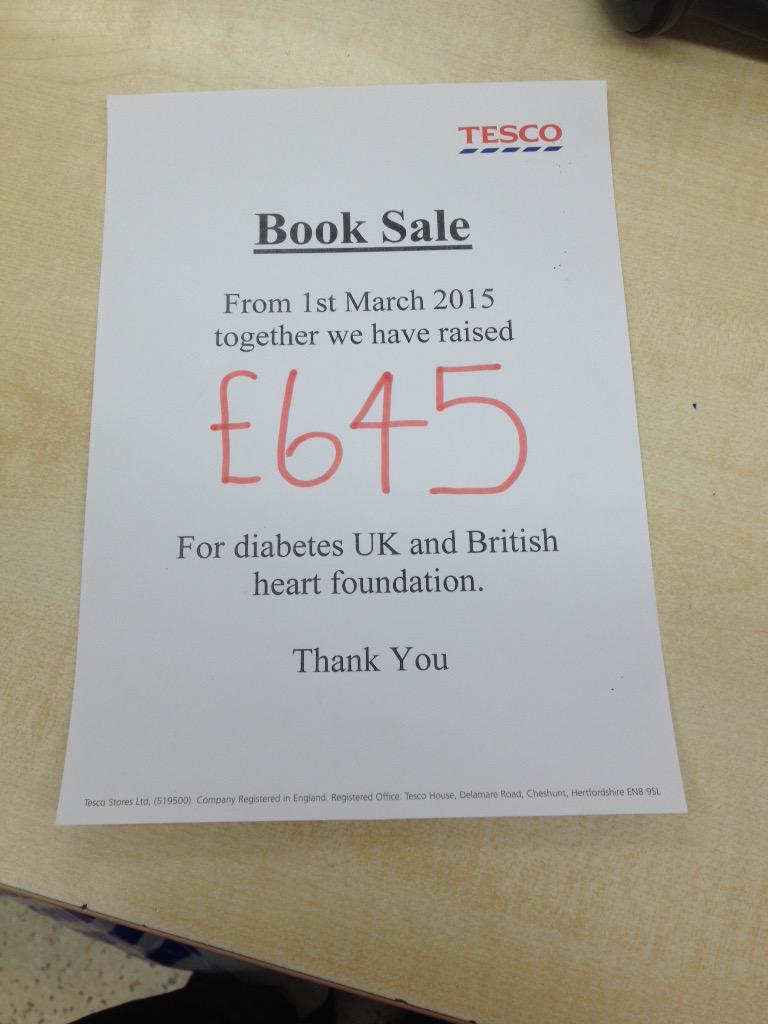 TESCO
Book Sale
From 1st March 2015
together we have raised
£645
For diabetes UK and British
heart foundation.
Thank You
Tesco Stores Ltd, (519500). Company Registered in England. Registered Office: Tesco House, Delamare Road, Cheshunt, Hertfordshire EN8 9SL